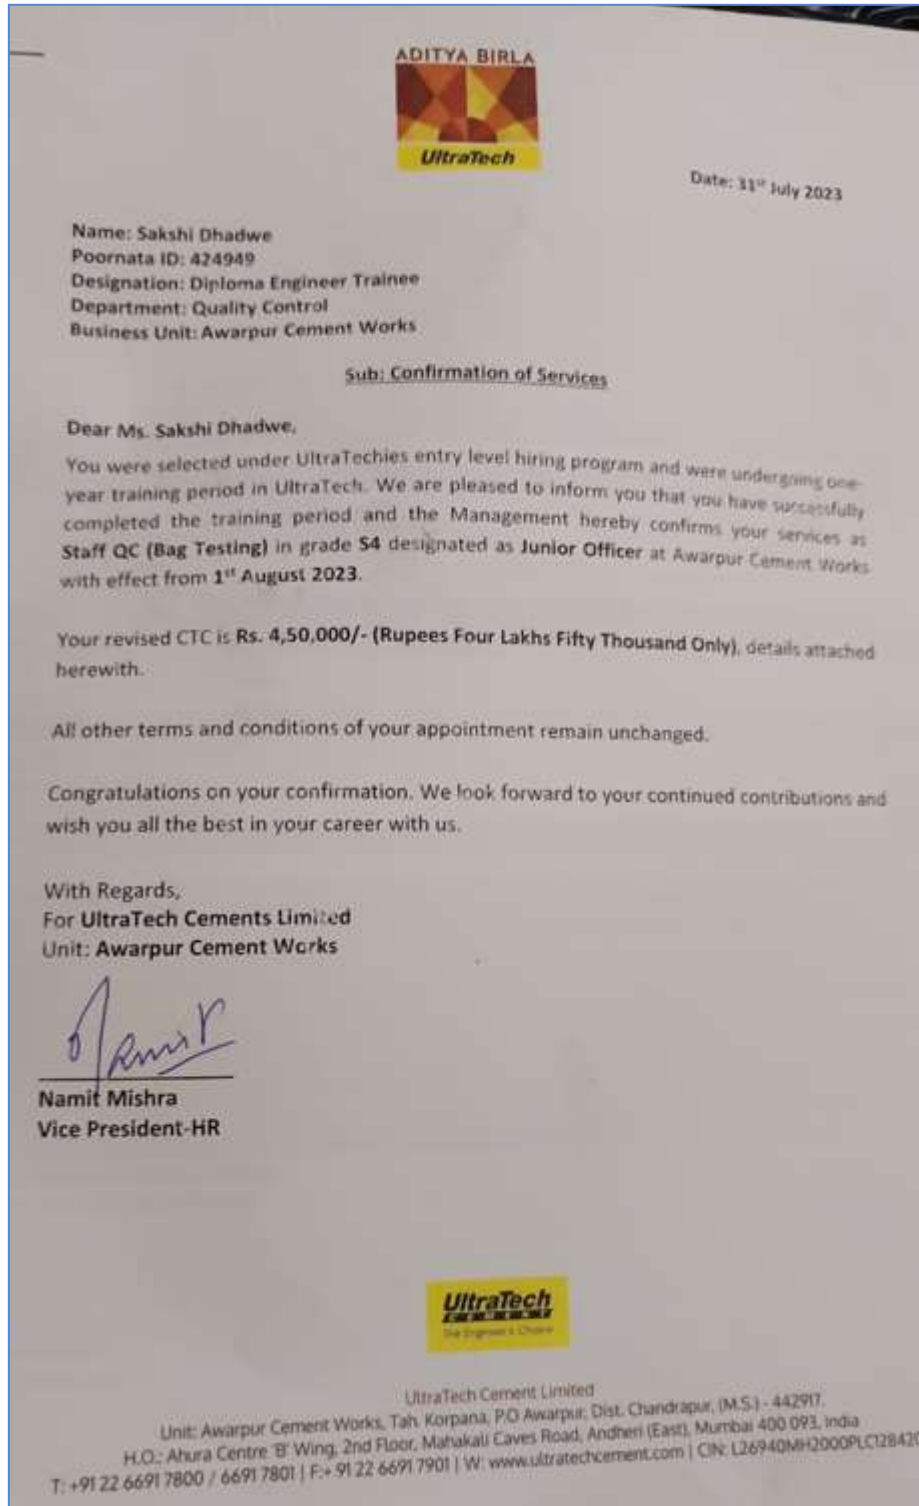 ADITYA BIRLA
UltraTech
Date: 31st July 2023
Name: Sakshi Dhadwe
Poornata ID: 424949
Designation: Diploma Engineer Trainee
Department: Quality Control
Business Unit: Awarpur Cement Works
Sub: Confirmation of Services
Dear Ms. Sakshi Dhadwe,
You were selected under UltraTechies entry level hiring program and were undergoing one-
year training period in UltraTech. We are pleased to inform you that you have successfully
completed the training period and the Management hereby confirms your services as
Staff QC (Bag Testing) in grade S4 designated as Junior Officer at Awarpur Cement Works
with effect from 1st August 2023.
Your revised CTC is Rs. 4,50,000/- (Rupees Four Lakhs Fifty Thousand Only), details attached
herewith.
All other terms and conditions of your appointment remain unchanged.
Congratulations on your confirmation. We look forward to your continued contributions and
wish you all the best in your career with us.
With Regards,
For UltraTech Cements Limited
Unit: Awarpur Cement Works
Namit
Namit Mishra
Vice President-HR
UltraTech
CEMENT
The Engineer's Choice
UltraTech Cement Limited
Unit: Awarpur Cement Works, Tah. Korpana, P.O Awarpur, Dist. Chandrapur, (M.S.) - 442917.
H.O.: Ahura Centre 'B' Wing, 2nd Floor, Mahakali Caves Road, Andheri (East), Mumbai 400 093, India
T: +91 22 6691 7800 / 6691 7801 | F:+ 91 22 6691 7901 | W: www.ultratechcement.com | CIN: L26940MH2000PLC128420